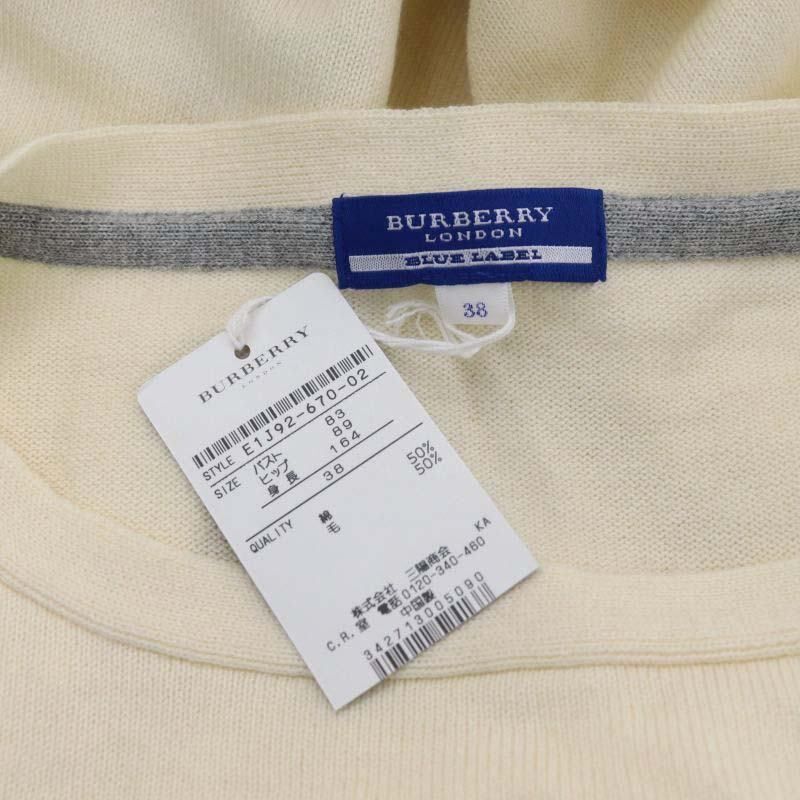 BURBERRY
LONDON
BLUE LABEL
38
BURBERRY
LONDON
STYLE E1J92-670-02
SIZE バスト 83
ヒップ 89
身長 164
38
QUALITY 綿 50%
毛 50%
KA
株式会社 三陽商会
C.R.室 電話0120-340-460
中国製
342713005090